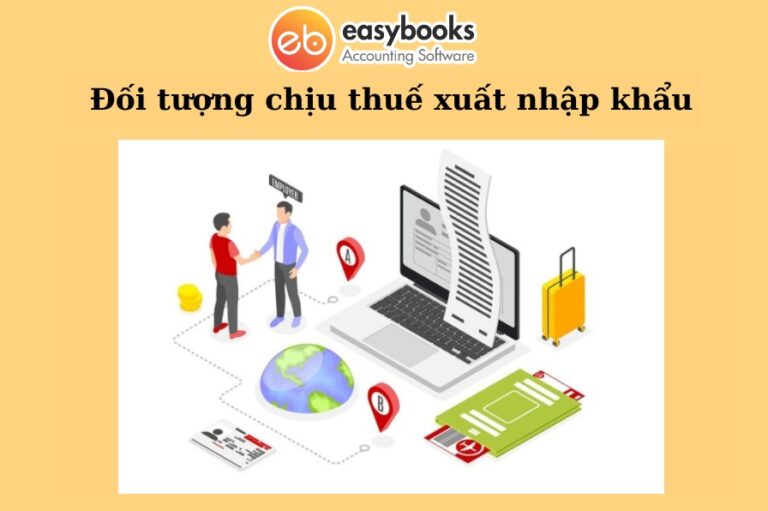 eb easybooks
Accounting Software
Đối tượng chịu thuế xuất nhập khẩu
EMPLOYER
A
B